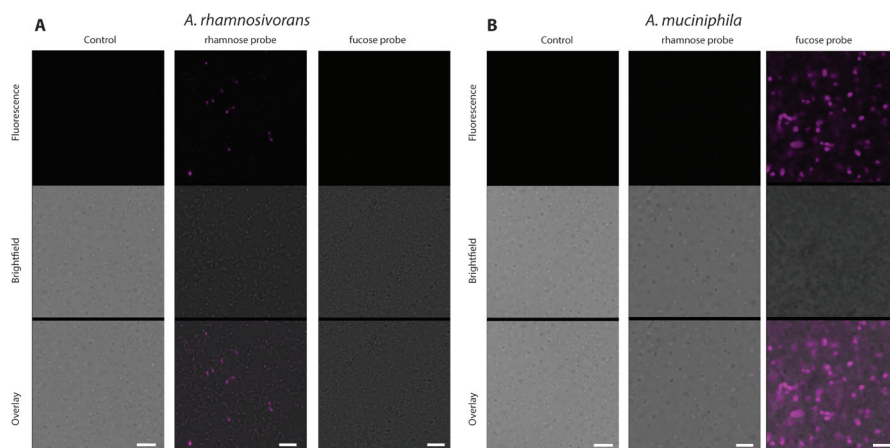 A
A. rhamnosivorans
Control
rhamnose probe
fucose probe
Fluorescence
Brightfield
Overlay
B
A. muciniphila
Control
rhamnose probe
fucose probe
Fluorescence
Brightfield
Overlay